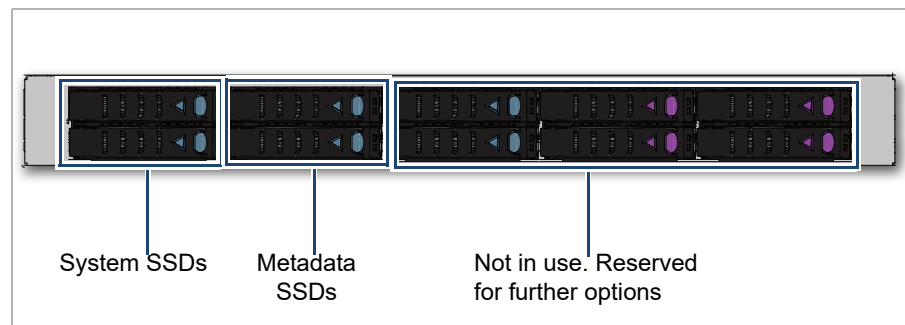 System SSDs
Metadata
SSDs
Not in use. Reserved
for further options